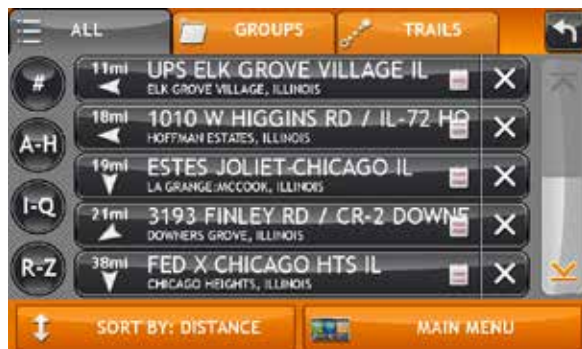 ALL
GROUPS
TRAILS
#
11mi
UPS ELK GROVE VILLAGE IL
ELK GROVE VILLAGE, ILLINOIS
A-H
18mi
1010 W HIGGINS RD / IL-72 HO
HOFFMAN ESTATES, ILLINOIS
19mi
ESTES JOLIET-CHICAGO IL
LA GRANGE:MCCOOK, ILLINOIS
I-Q
21mi
3193 FINLEY RD / CR-2 DOWNE
DOWNERS GROVE, ILLINOIS
R-Z
38mi
FED X CHICAGO HTS IL
CHICAGO HEIGHTS, ILLINOIS
SORT BY: DISTANCE
MAIN MENU